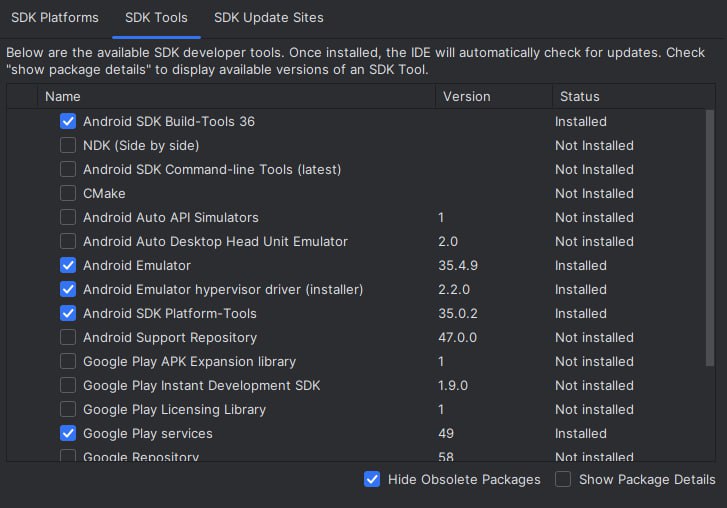 SDK Platforms SDK Tools SDK Update Sites
Below are the available SDK developer tools. Once installed, the IDE will automatically check for updates. Check
"show package details" to display available versions of an SDK Tool.
Name Version Status
Android SDK Build-Tools 36 Installed
NDK (Side by side) Not Installed
Android SDK Command-line Tools (latest) Not Installed
CMake Not Installed
Android Auto API Simulators 1 Not installed
Android Auto Desktop Head Unit Emulator 2.0 Not installed
Android Emulator 35.4.9 Installed
Android Emulator hypervisor driver (installer) 2.2.0 Installed
Android SDK Platform-Tools 35.0.2 Installed
Android Support Repository 47.0.0 Not installed
Google Play APK Expansion library 1 Not installed
Google Play Instant Development SDK 1.9.0 Not installed
Google Play Licensing Library 1 Not installed
Google Play services 49 Installed
Google Repository 58 Not installed
Hide Obsolete Packages Show Package Details